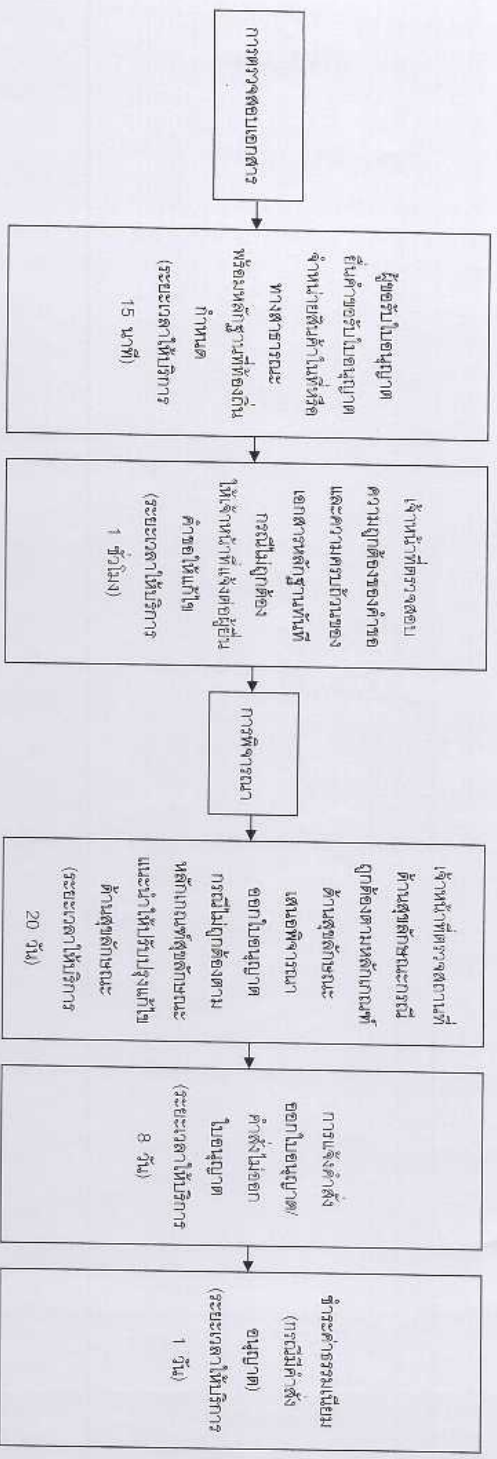 การตรวจสอบเอกสาร
ผู้ขอรับใบอนุญาต
ยื่นคำขอรับใบอนุญาต
จำหน่ายสินค้าในที่หรือ
ทางสาธารณะ
พร้อมหลักฐานที่ท้องถิ่น
กำหนด
(ระยะเวลาให้บริการ
15 นาที)
เจ้าหน้าที่ตรวจสอบ
ความถูกต้องของคำขอ
และความครบถ้วนของ
เอกสารหลักฐานทันที
กรณีไม่ถูกต้อง
ให้เจ้าหน้าที่แจ้งต่อผู้ยื่น
คำขอให้แก้ไข
(ระยะเวลาให้บริการ
1 ชั่วโมง)
การพิจารณา
เจ้าหน้าที่ตรวจสถานที่
ด้านสุขลักษณะกรณี
ถูกต้องตามหลักเกณฑ์
ด้านสุขลักษณะ
เสนอพิจารณา
ออกใบอนุญาต
กรณีไม่ถูกต้องตาม
หลักเกณฑ์สุขลักษณะ
แนะนำให้ปรับปรุงแก้ไข
ด้านสุขลักษณะ
(ระยะเวลาให้บริการ
20 วัน)
การแจ้งคำสั่ง
ออกใบอนุญาต/
คำสั่งไม่ออก
ใบอนุญาต
(ระยะเวลาให้บริการ
8 วัน)
ชำระค่าธรรมเนียม
(กรณีมีคำสั่ง
อนุญาต)
(ระยะเวลาให้บริการ
1 วัน)